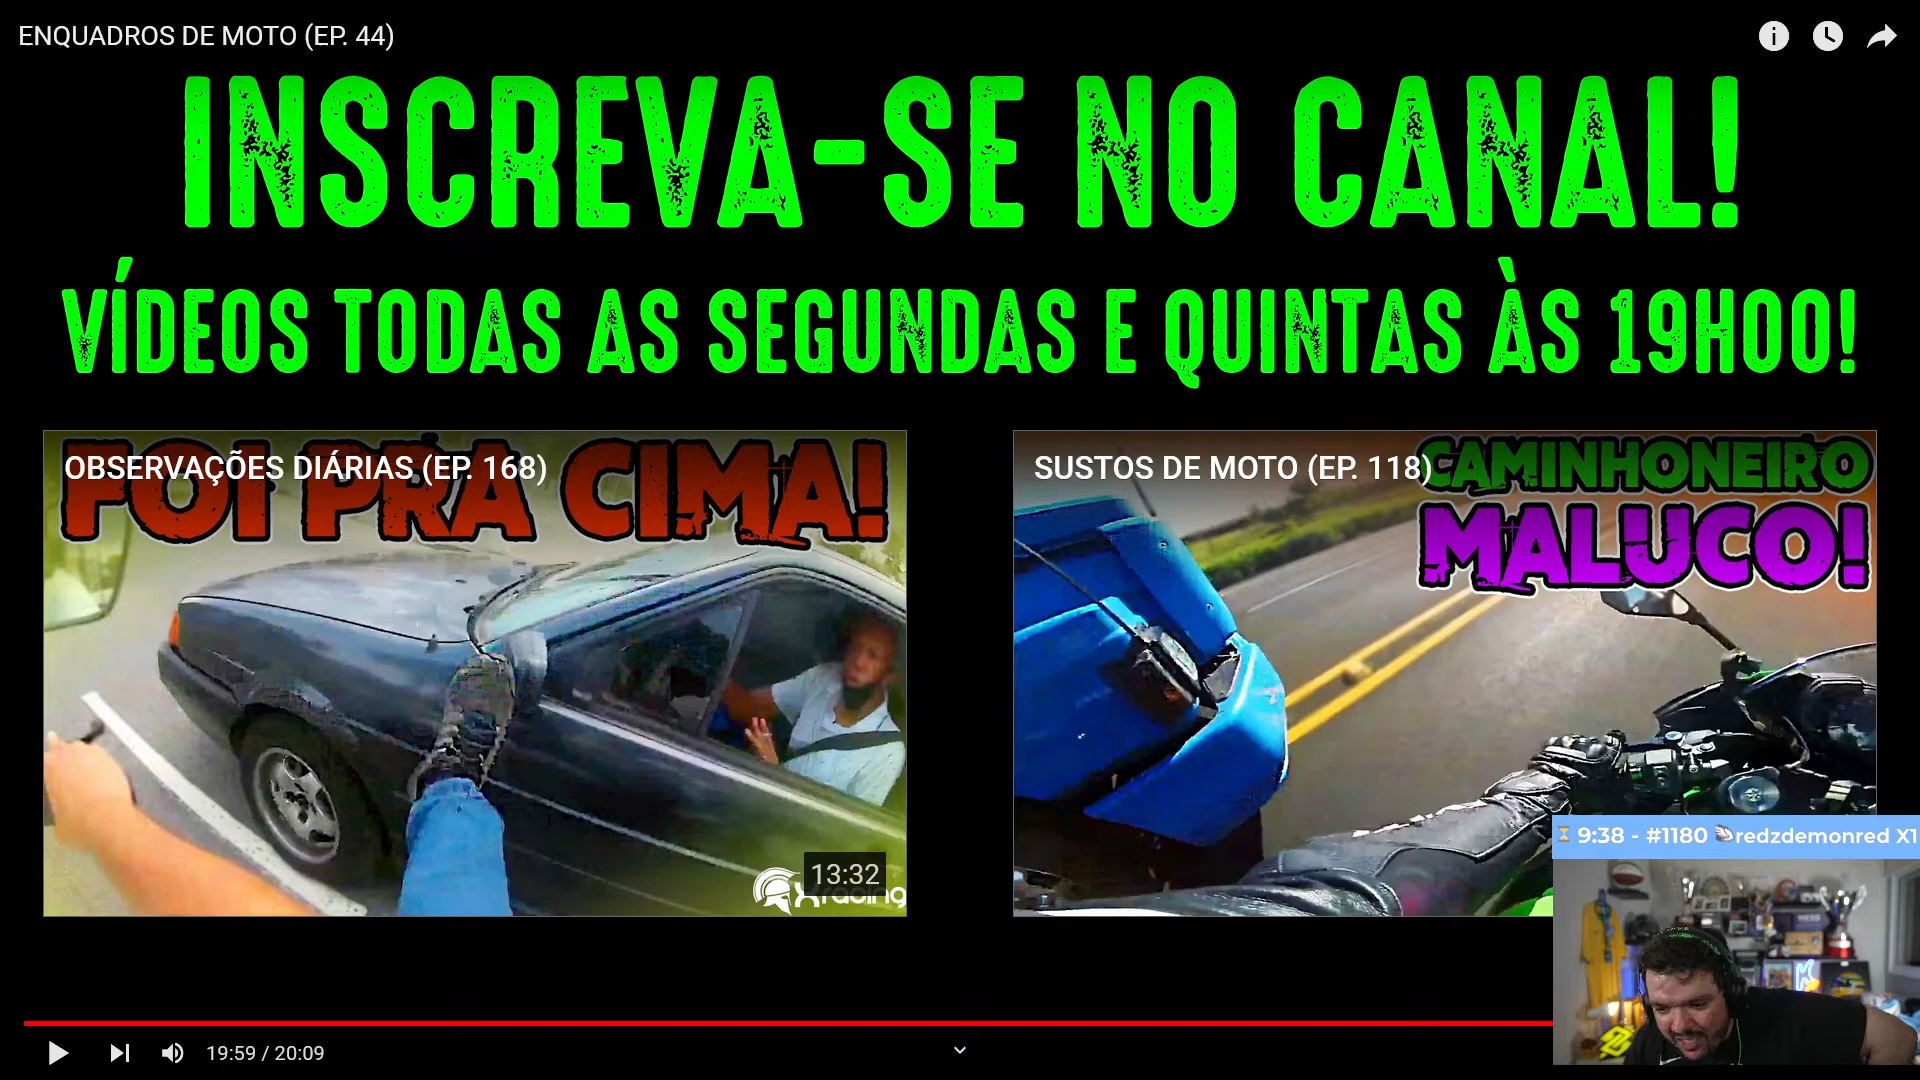 ENQUADROS DE MOTO (EP. 44)
INSCREVA-SE NO CANAL!
VÍDEOS TODAS AS SEGUNDAS E QUINTAS ÀS 19H00!
FOI PRA CIMA!
OBSERVAÇÕES DIÁRIAS (EP. 168)
13:32
Xracing
SUSTOS DE MOTO (EP. 118)
CAMINHONEIRO
MALUCO!
9:38 - #1180 redzdemonred X1
19:59 / 20:09